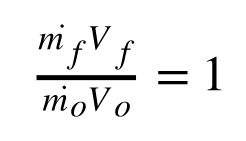 ṁ_f V_f / ṁ_o V_o = 1